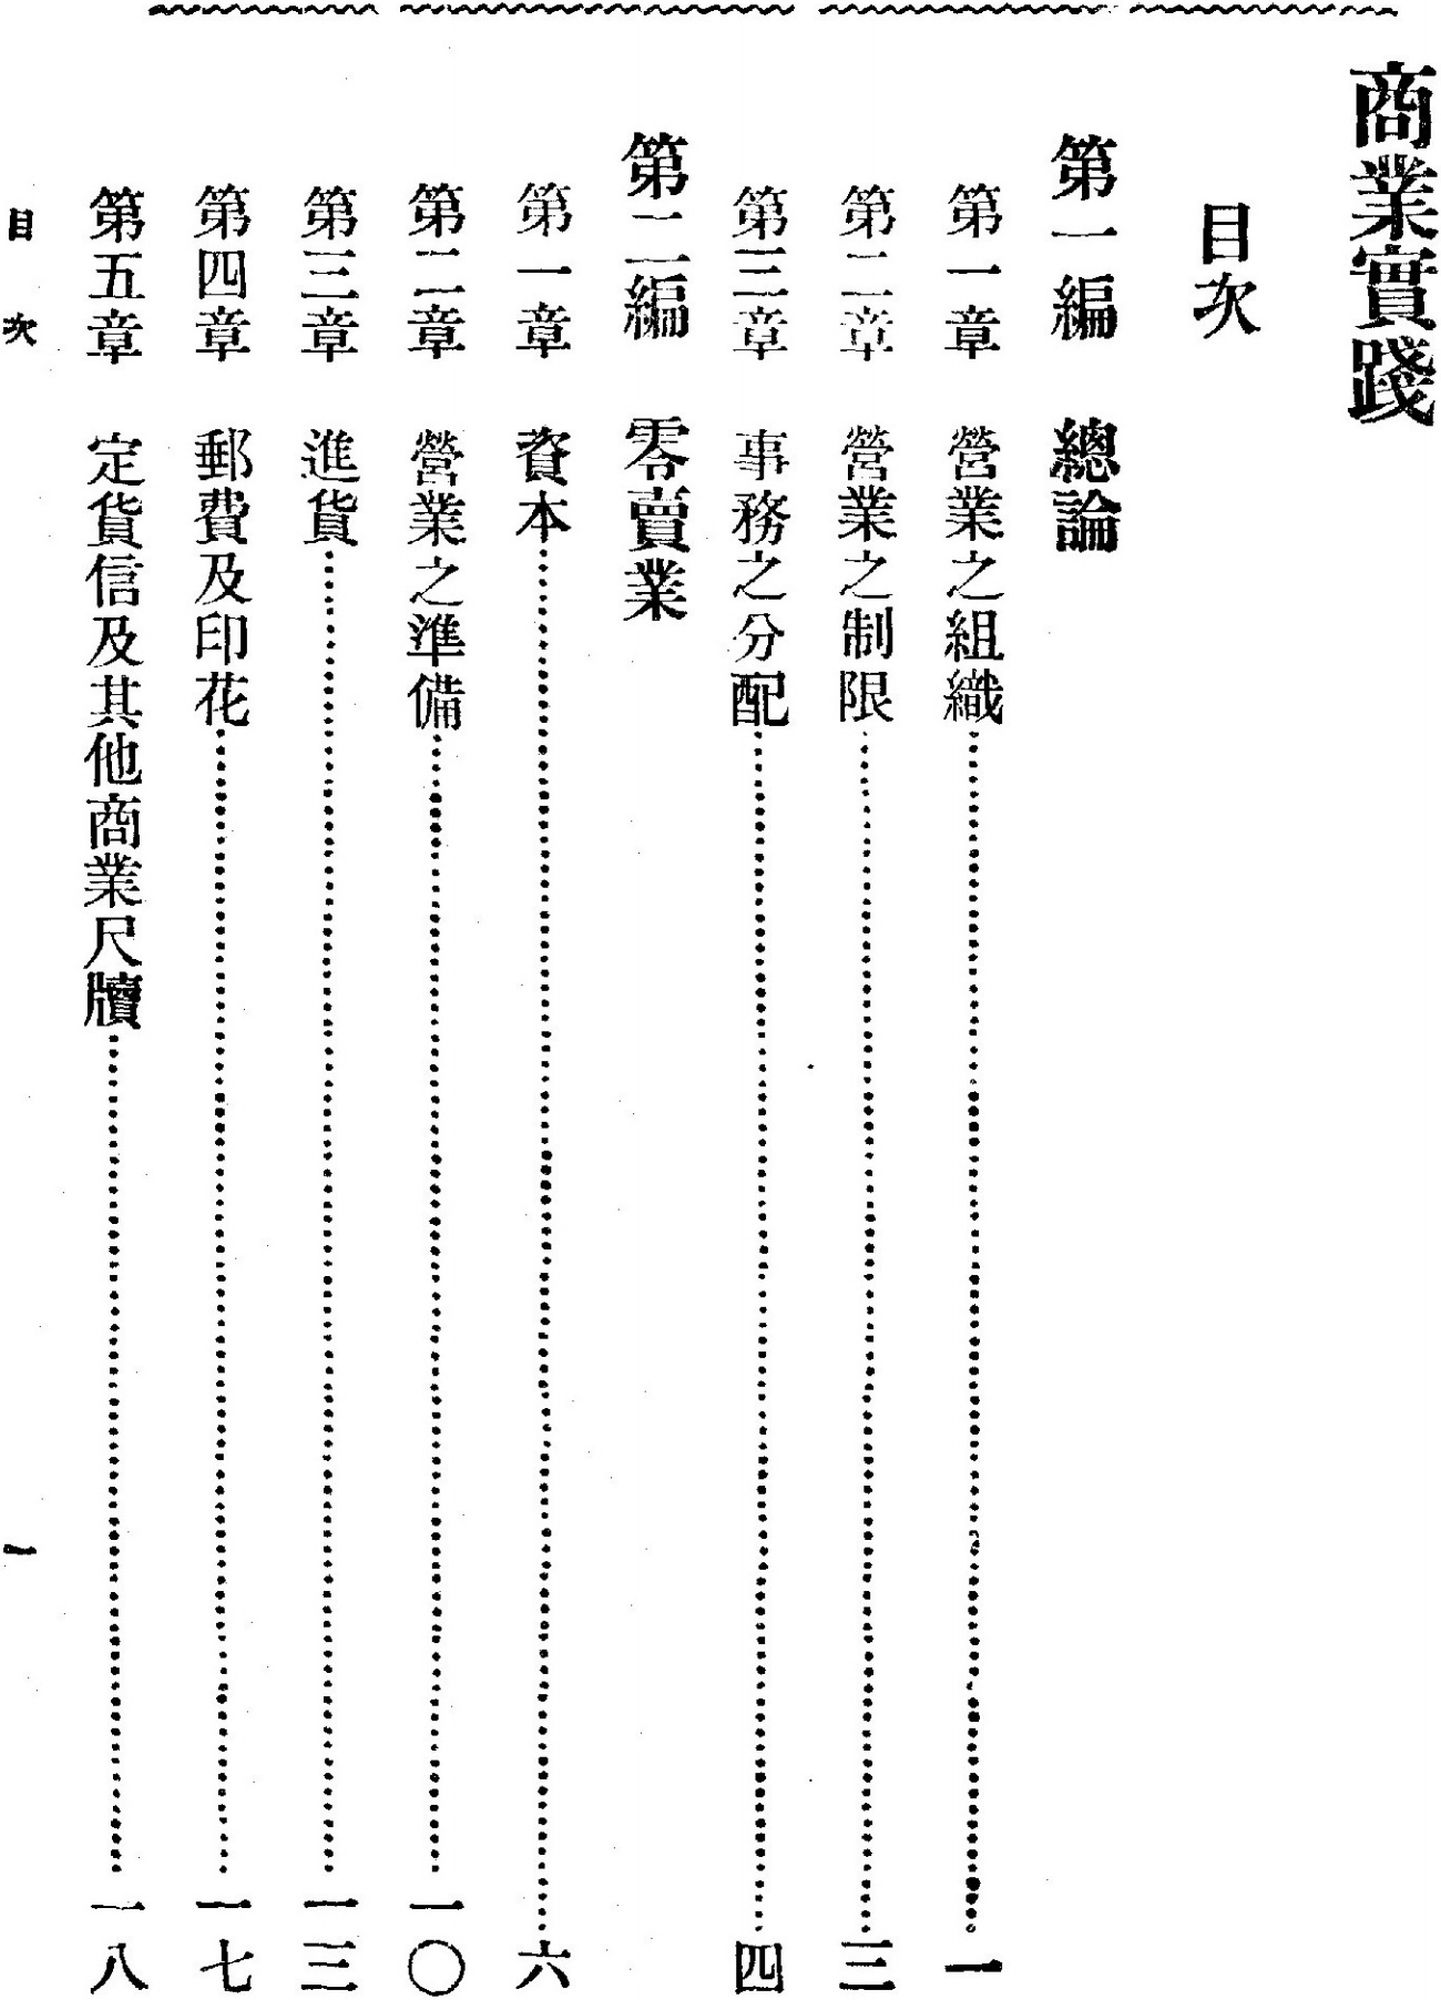 商業實踐
目次
第一編　總論
第一章　營業之組織……一
第二章　營業之制限……三
第三章　事務之分配……四
第二編　零賣業
第一章　資本……六
第二章　營業之準備……一〇
第三章　進貨……一三
第四章　郵費及印花……一七
第五章　定貨信及其他商業尺牘……一八
目次　一